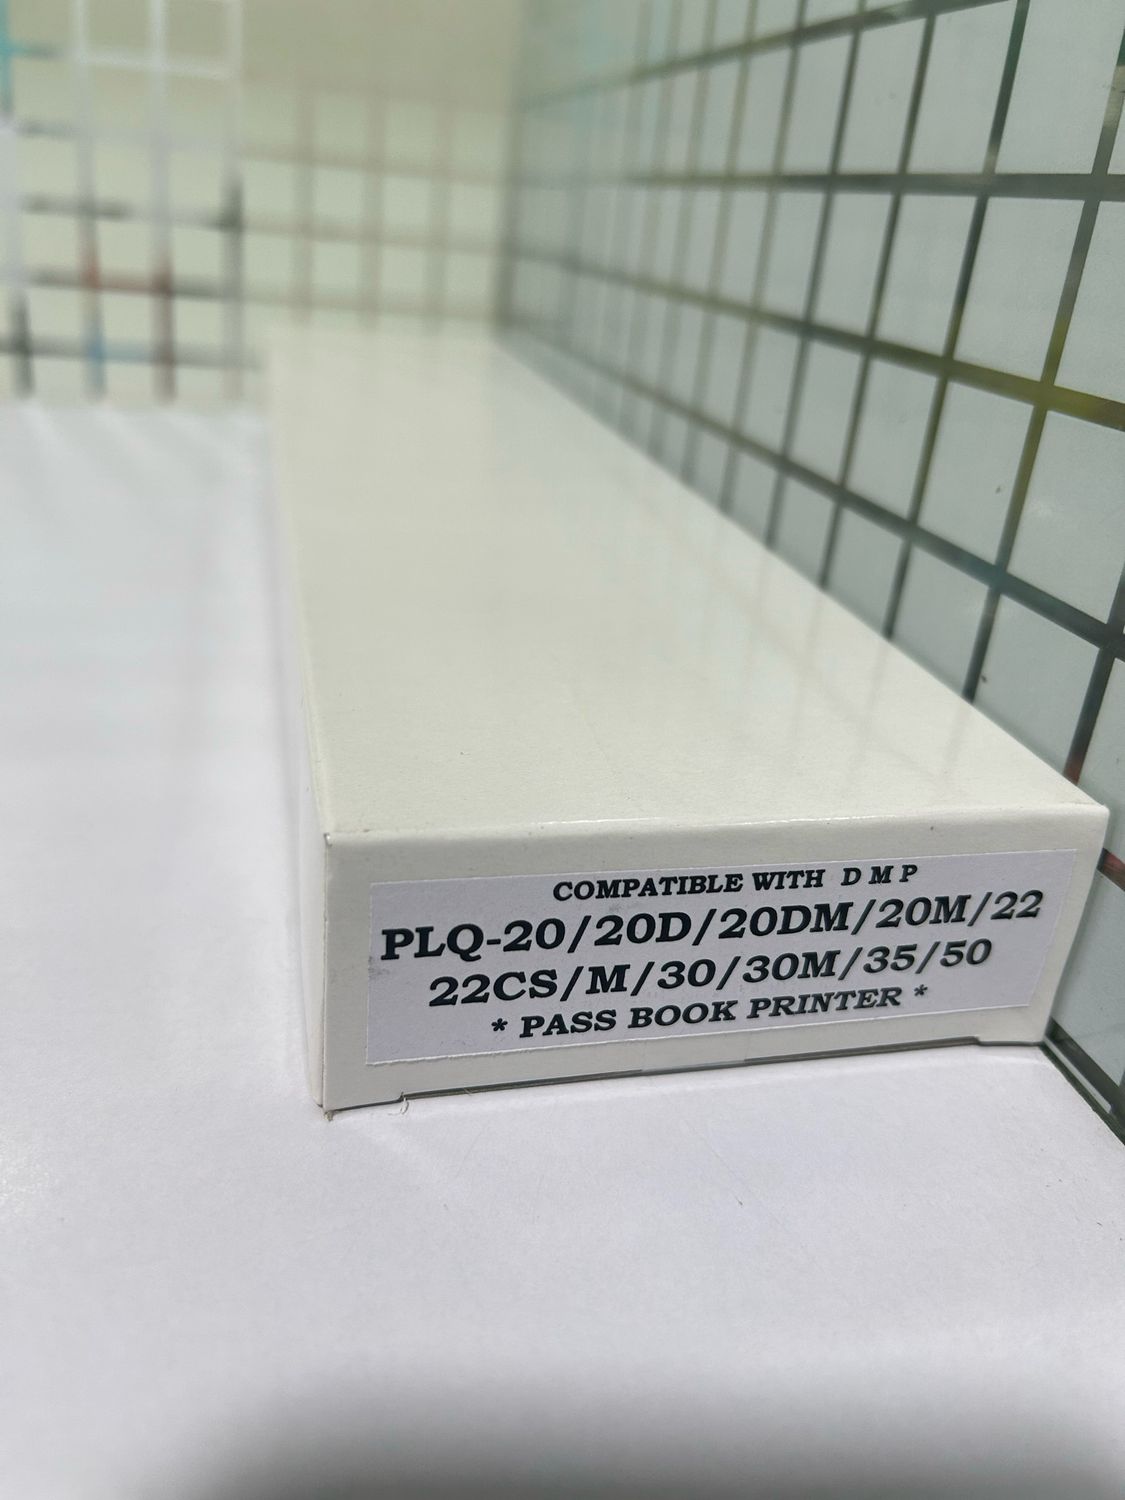 COMPATIBLE WITH D M P
PLQ-20/20D/20DM/20M/22
22CS/M/30/30M/35/50
* PASS BOOK PRINTER *